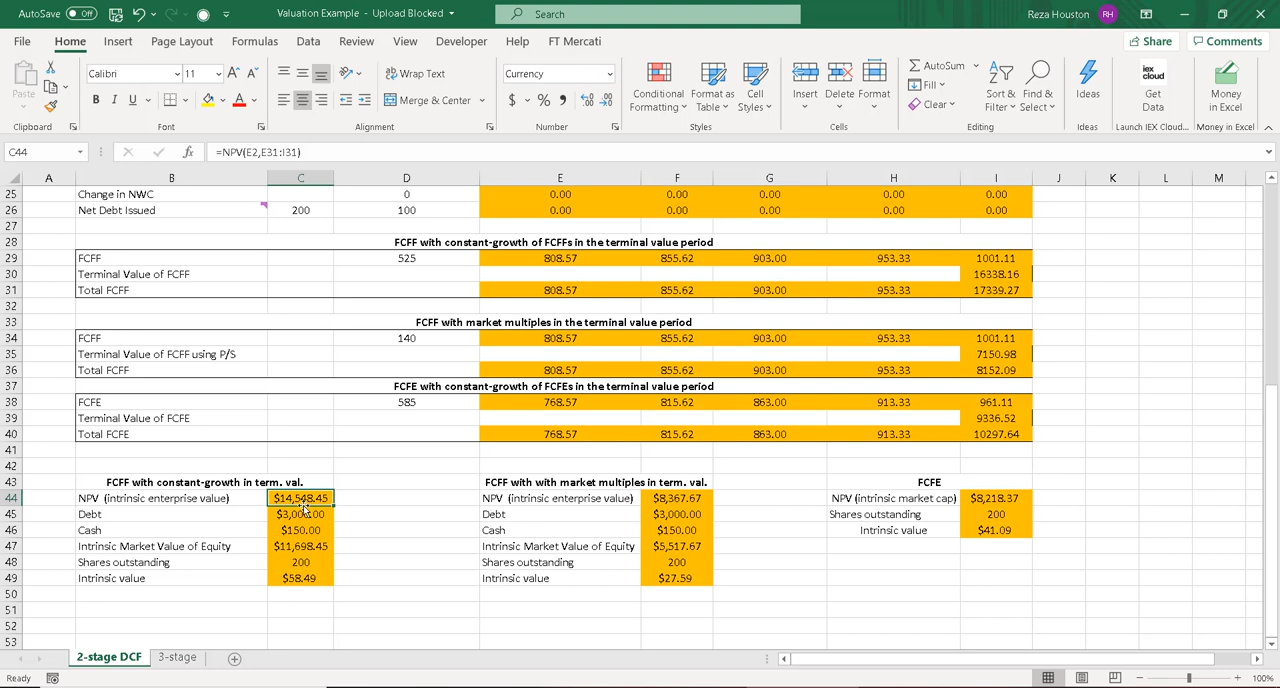 AutoSave Off Valuation Example - Upload Blocked Search Reza Houston RH
File Home Insert Page Layout Formulas Data Review View Developer Help FT Mercati Share Comments
Calibri 11 Wrap Text Currency AutoSum
Paste Fill
Clear
B I U Merge & Center $ % Conditional Formatting Format as Table Cell Styles Insert Delete Format Sort & Filter Find & Select Ideas Get Data Money in Excel
Clipboard Font Alignment Number Styles Cells Editing Ideas Launch IEX Cloud... Money in Excel
C44 fx =NPV(E2,E31:I31)
A B C D E F G H I J K L M
25 Change in NWC 0 0.00 0.00 0.00 0.00 0.00
26 Net Debt Issued 200 100 0.00 0.00 0.00 0.00 0.00
27
28 FCFF with constant-growth of FCFFs in the terminal value period
29 FCFF 525 808.57 855.62 903.00 953.33 1001.11
30 Terminal Value of FCFF 16338.16
31 Total FCFF 808.57 855.62 903.00 953.33 17339.27
32
33 FCFF with market multiples in the terminal value period
34 FCFF 140 808.57 855.62 903.00 953.33 1001.11
35 Terminal Value of FCFF using P/S 7150.98
36 Total FCFF 808.57 855.62 903.00 953.33 8152.09
37 FCFE with constant-growth of FCFEs in the terminal value period
38 FCFE 585 768.57 815.62 863.00 913.33 961.11
39 Terminal Value of FCFE 9336.52
40 Total FCFE 768.57 815.62 863.00 913.33 10297.64
41
42
43 FCFF with constant-growth in term. val. FCFF with with market multiples in term. val. FCFE
44 NPV (intrinsic enterprise value) $14,548.45 NPV (intrinsic enterprise value) $8,367.67 NPV (intrinsic market cap) $8,218.37
45 Debt $3,000.00 Debt $3,000.00 Shares outstanding 200
46 Cash $150.00 Cash $150.00 Intrinsic value $41.09
47 Intrinsic Market Value of Equity $11,698.45 Intrinsic Market Value of Equity $5,517.67
48 Shares outstanding 200 Shares outstanding 200
49 Intrinsic value $58.49 Intrinsic value $27.59
50
51
52
53
2-stage DCF 3-stage
Ready 100%